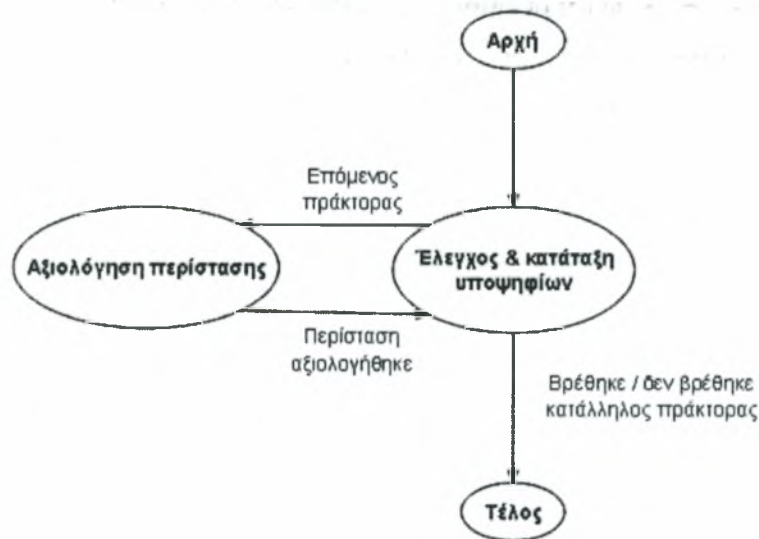 Αρχή
Επόμενος
πράκτορας
Αξιολόγηση περίστασης
Έλεγχος & κατάταξη
υποψηφίων
Περίσταση
αξιολογήθηκε
Βρέθηκε / δεν βρέθηκε
κατάλληλος πράκτορας
Τέλος